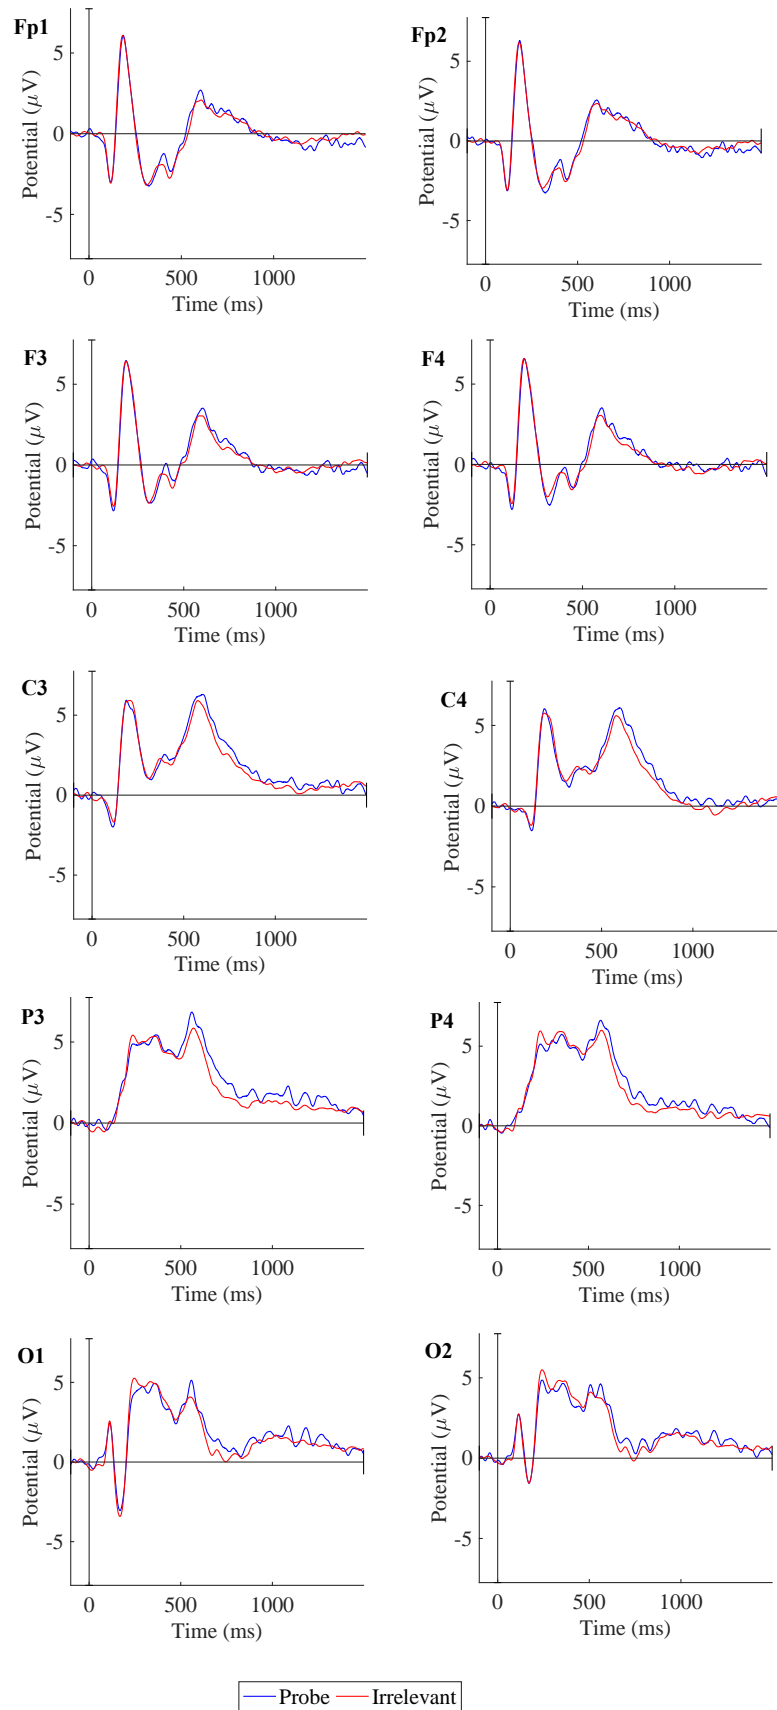 Fp1
Potential (μV)
5
0
-5
0 500 1000
Time (ms)
Fp2
Potential (μV)
5
0
-5
0 500 1000
Time (ms)
F3
Potential (μV)
5
0
-5
0 500 1000
Time (ms)
F4
Potential (μV)
5
0
-5
0 500 1000
Time (ms)
C3
Potential (μV)
5
0
-5
0 500 1000
Time (ms)
C4
Potential (μV)
5
0
-5
0 500 1000
Time (ms)
P3
Potential (μV)
5
0
-5
0 500 1000
Time (ms)
P4
Potential (μV)
5
0
-5
0 500 1000
Time (ms)
O1
Potential (μV)
5
0
-5
0 500 1000
Time (ms)
O2
Potential (μV)
5
0
-5
0 500 1000
Time (ms)
Probe Irrelevant